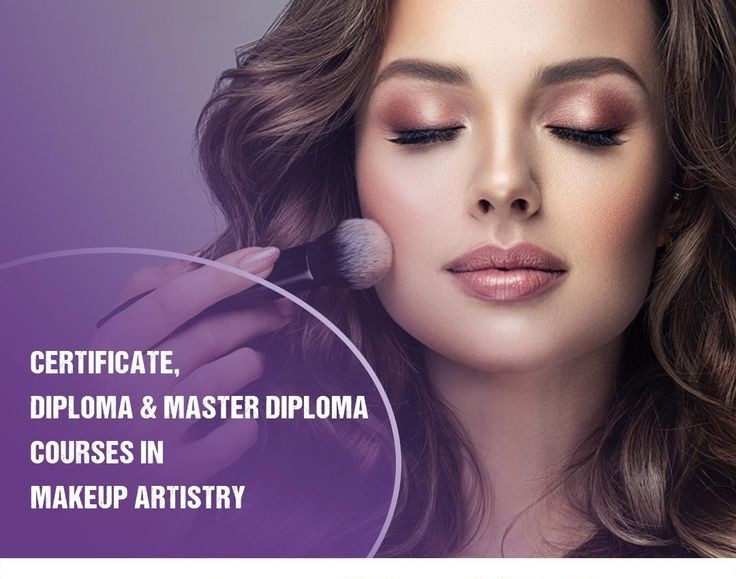 CERTIFICATE,
DIPLOMA & MASTER DIPLOMA
COURSES IN
MAKEUP ARTISTRY